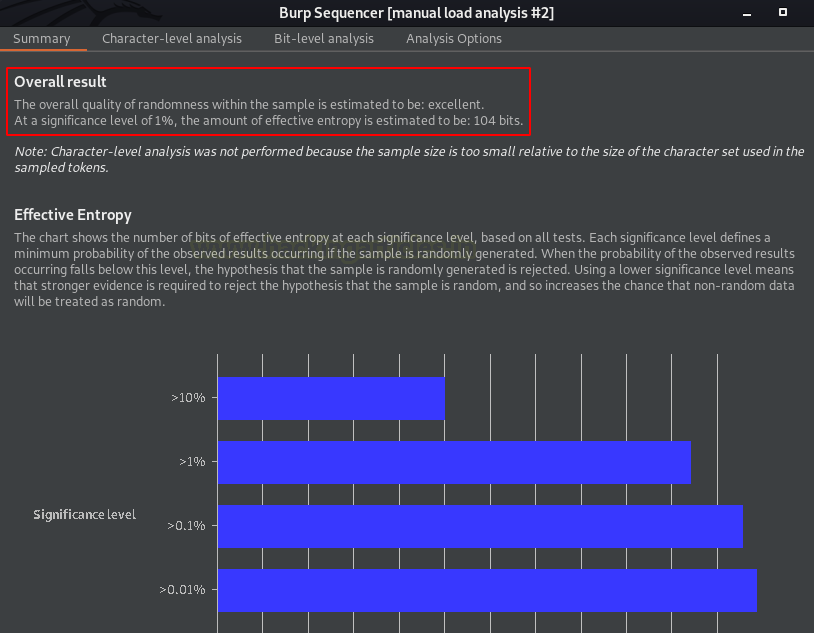 Burp Sequencer [manual load analysis #2]
Summary Character-level analysis Bit-level analysis Analysis Options
Overall result
The overall quality of randomness within the sample is estimated to be: excellent.
At a significance level of 1%, the amount of effective entropy is estimated to be: 104 bits.
Note: Character-level analysis was not performed because the sample size is too small relative to the size of the character set used in the
sampled tokens.
Effective Entropy
The chart shows the number of bits of effective entropy at each significance level, based on all tests. Each significance level defines a
minimum probability of the observed results occurring if the sample is randomly generated. When the probability of the observed results
occurring falls below this level, the hypothesis that the sample is randomly generated is rejected. Using a lower significance level means
that stronger evidence is required to reject the hypothesis that the sample is random, and so increases the chance that non-random data
will be treated as random.
>10%
>1%
Significance level
>0.1%
>0.01%